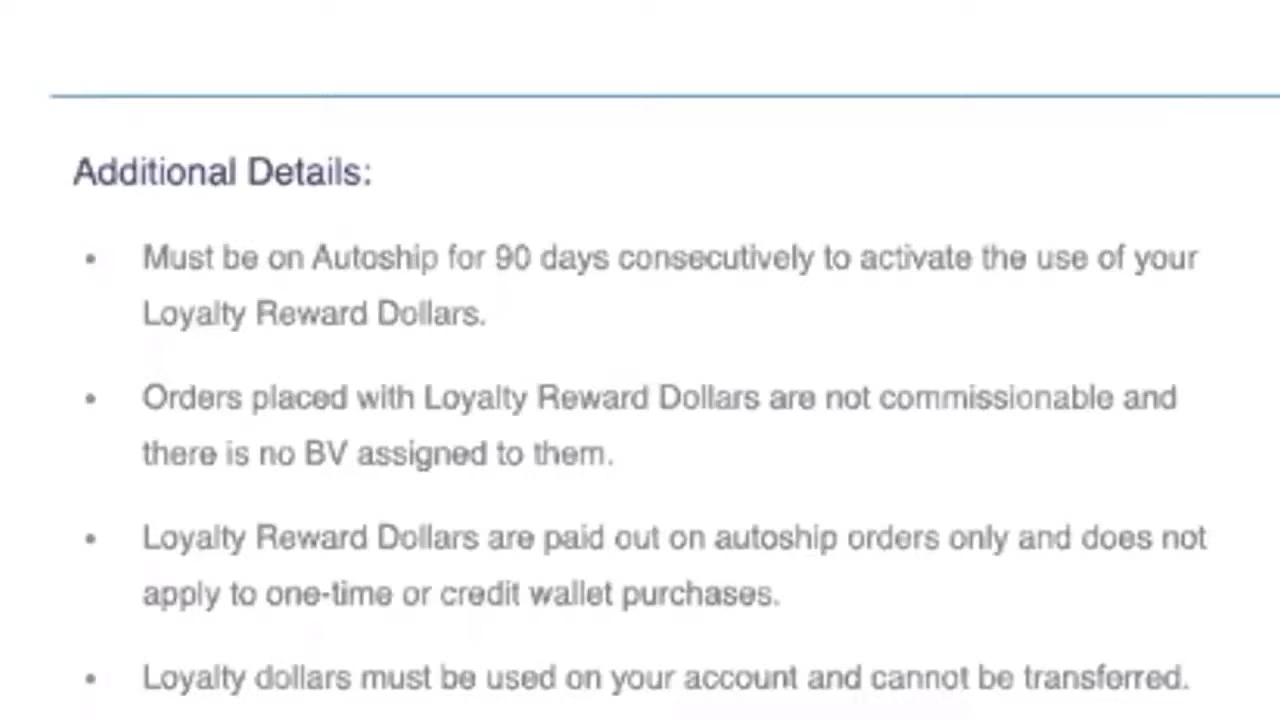 Additional Details:
• Must be on Autoship for 90 days consecutively to activate the use of your
Loyalty Reward Dollars.
• Orders placed with Loyalty Reward Dollars are not commissionable and
there is no BV assigned to them.
• Loyalty Reward Dollars are paid out on autoship orders only and does not
apply to one-time or credit wallet purchases.
• Loyalty dollars must be used on your account and cannot be transferred.